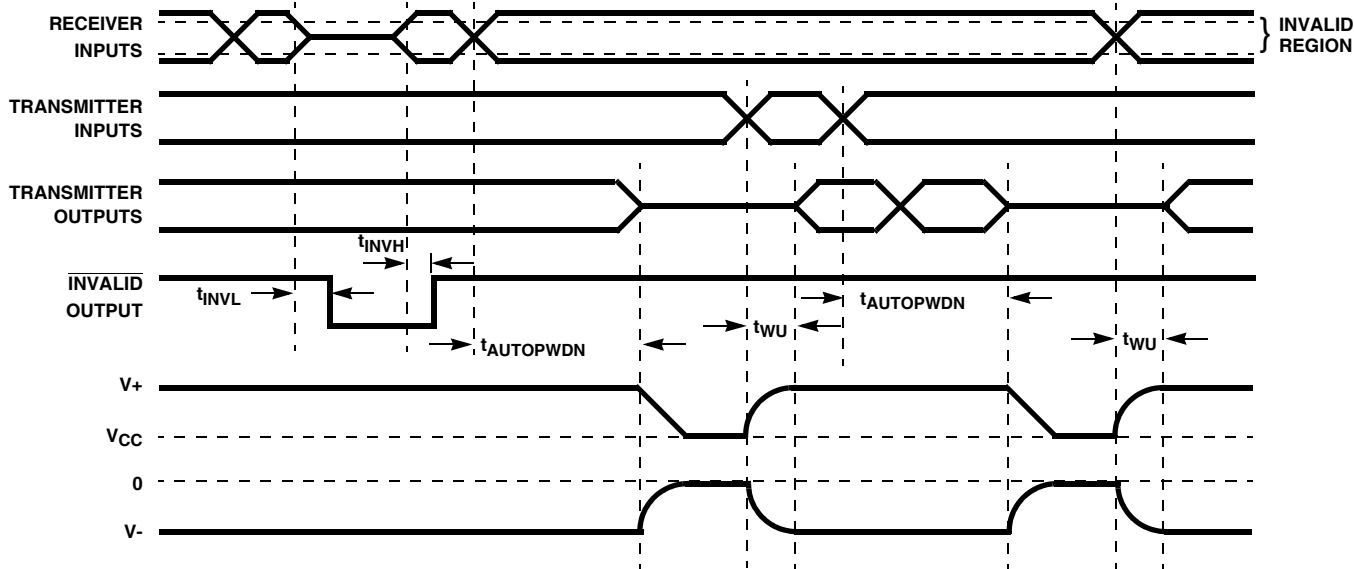 RECEIVER
INPUTS
} INVALID
REGION
TRANSMITTER
INPUTS
TRANSMITTER
OUTPUTS
tINVH
INVALID
OUTPUT
tINVL
tAUTOPWDN
tWU
tAUTOPWDN
tWU
V+
VCC
0
V-